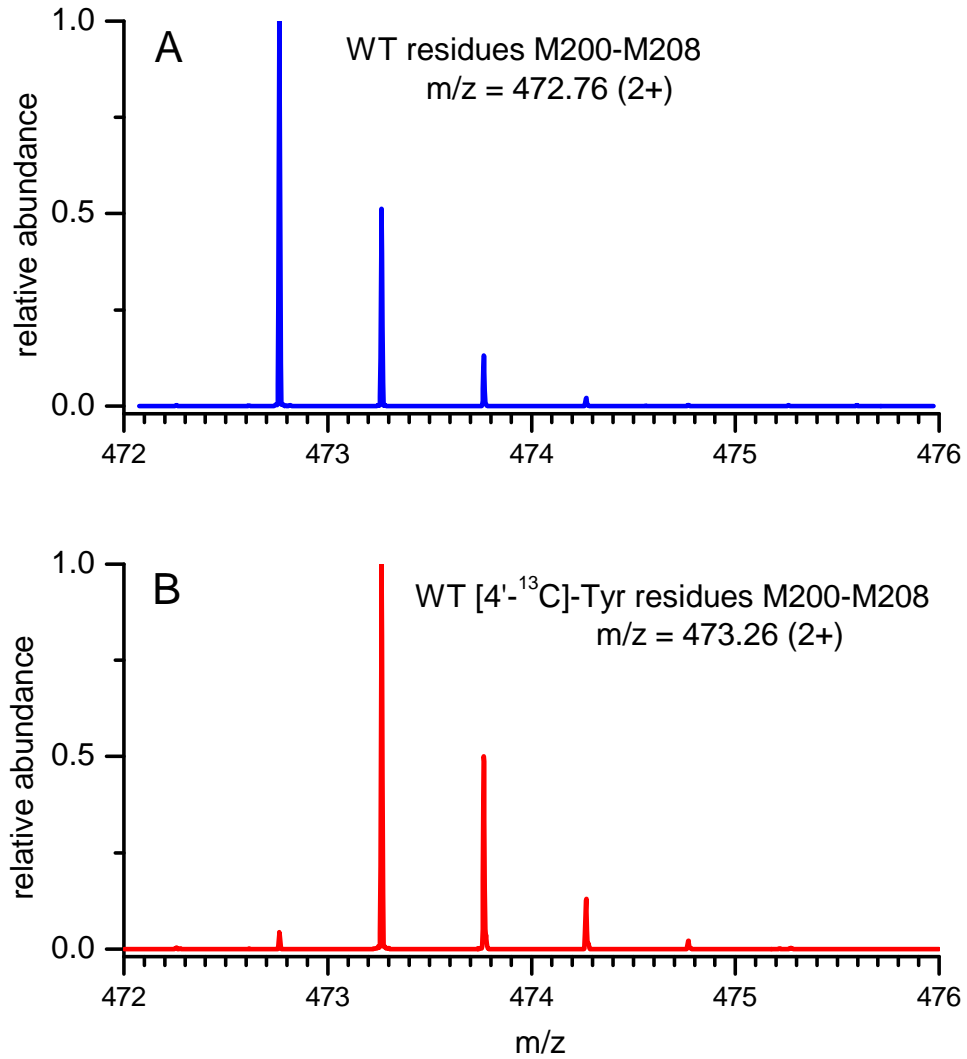 A
WT residues M200-M208
m/z = 472.76 (2+)
relative abundance
1.0
0.5
0.0
472
473
474
475
476
B
WT [4'-¹³C]-Tyr residues M200-M208
m/z = 473.26 (2+)
relative abundance
1.0
0.5
0.0
472
473
474
475
476
m/z